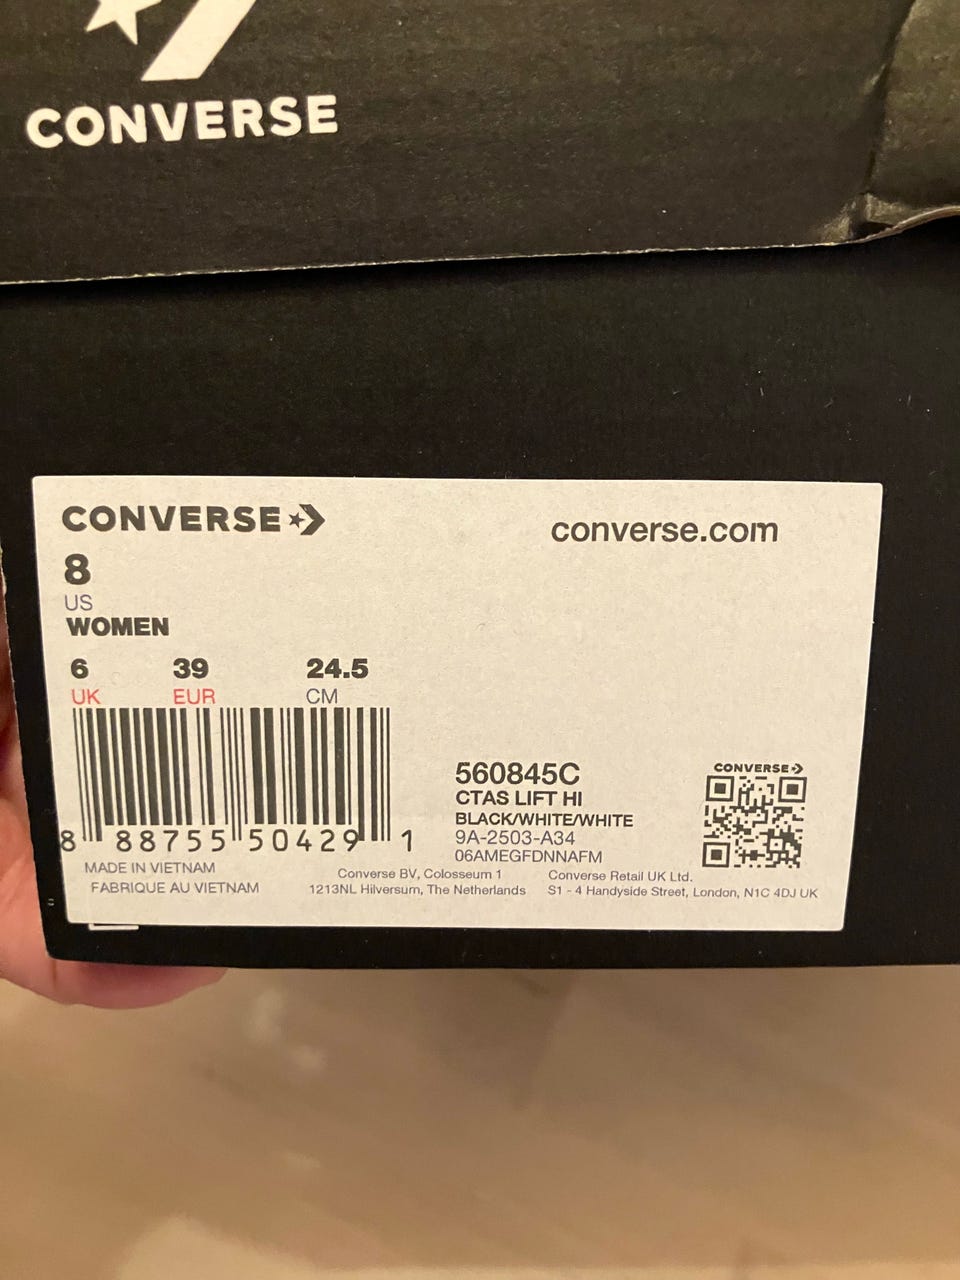 CONVERSE
CONVERSE
converse.com
8
US
WOMEN
6 39 24.5
UK EUR CM
8 88755 50429 1
560845C
CTAS LIFT HI
BLACK/WHITE/WHITE
9A-2503-A34
06AMEGFDNNAFM
CONVERSE
MADE IN VIETNAM
FABRIQUE AU VIETNAM
Converse BV, Colosseum 1
1213NL Hilversum, The Netherlands
Converse Retail UK Ltd.
S1 - 4 Handyside Street, London, N1C 4DJ UK